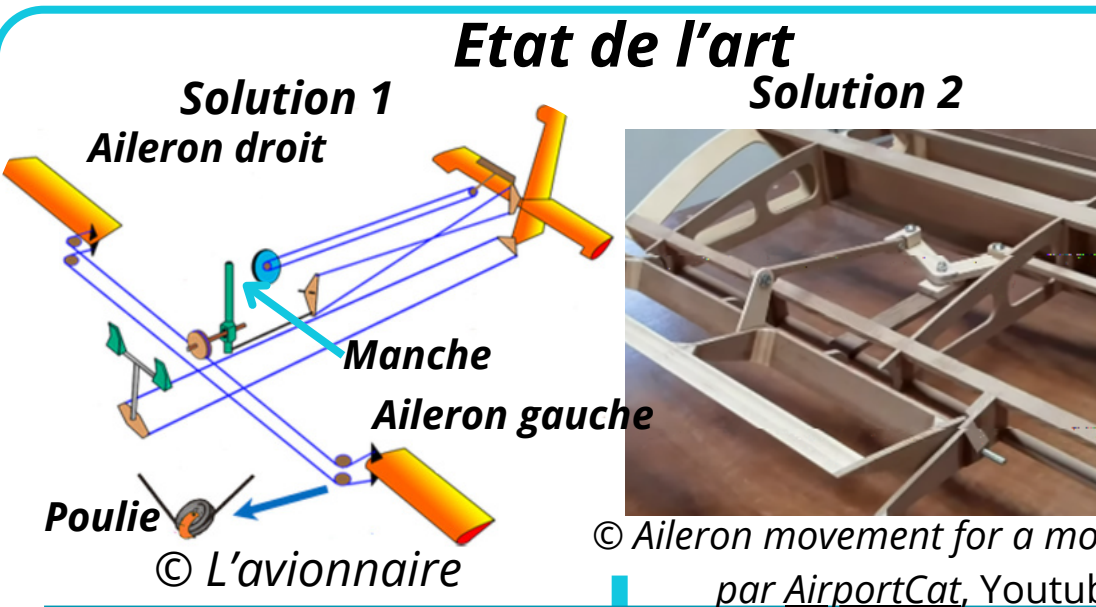 Etat de l’art
Solution 1
Aileron droit
Manche
Aileron gauche
Poulie
© L’avionnaire
Solution 2
© Aileron movement for a mo
par AirportCat, Youtub